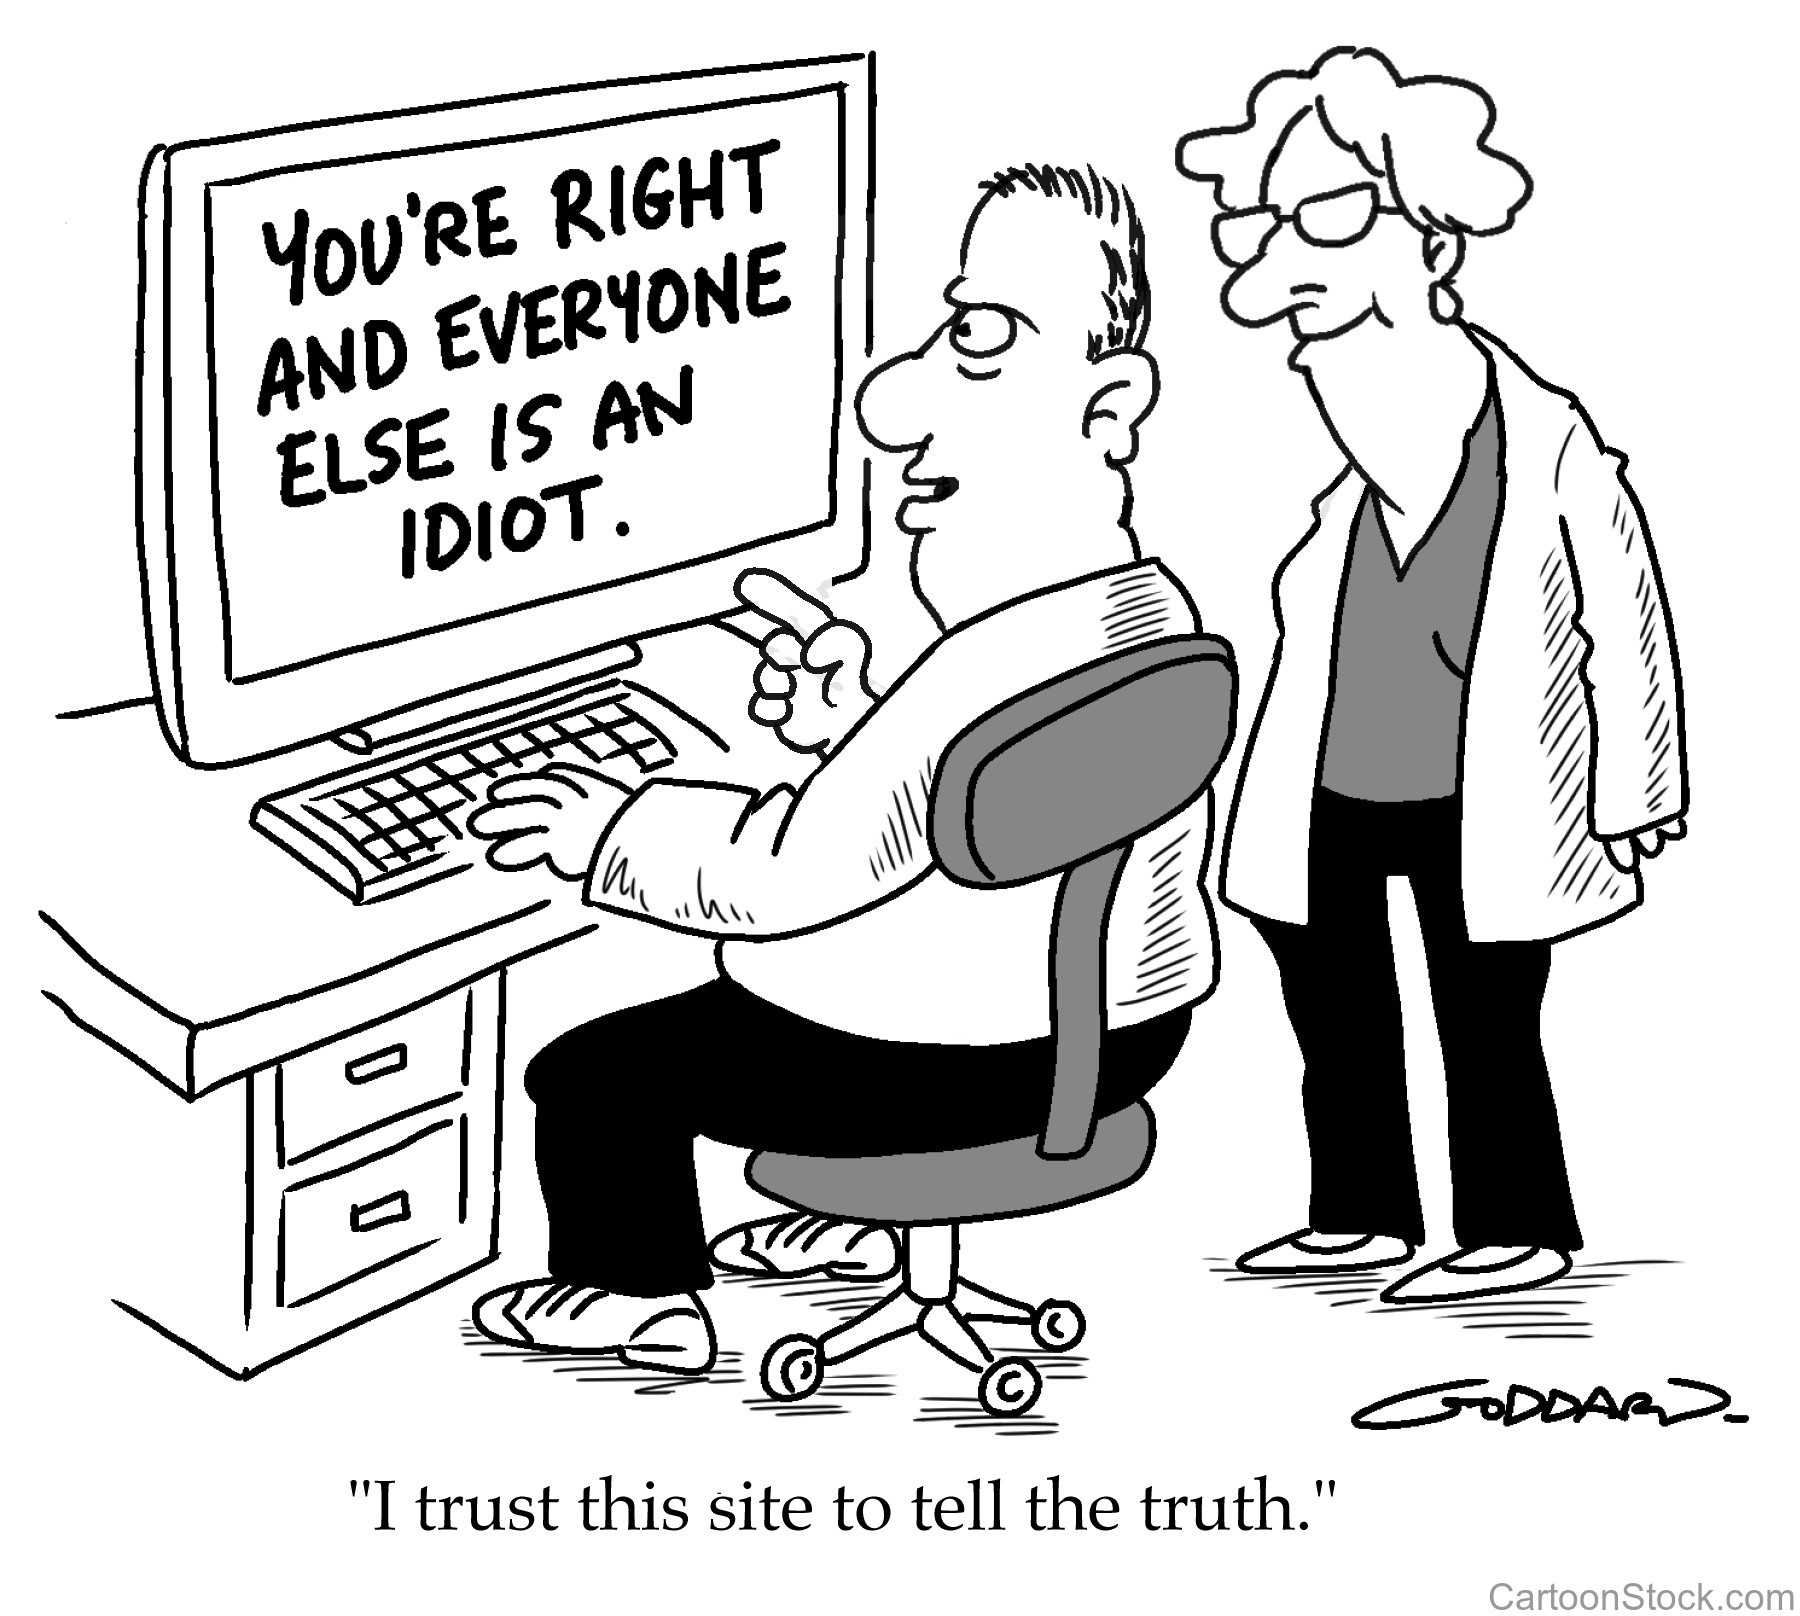 YOU'RE RIGHT
AND EVERYONE
ELSE IS AN
IDIOT.
GODDARD
"I trust this site to tell the truth."
CartoonStock.com